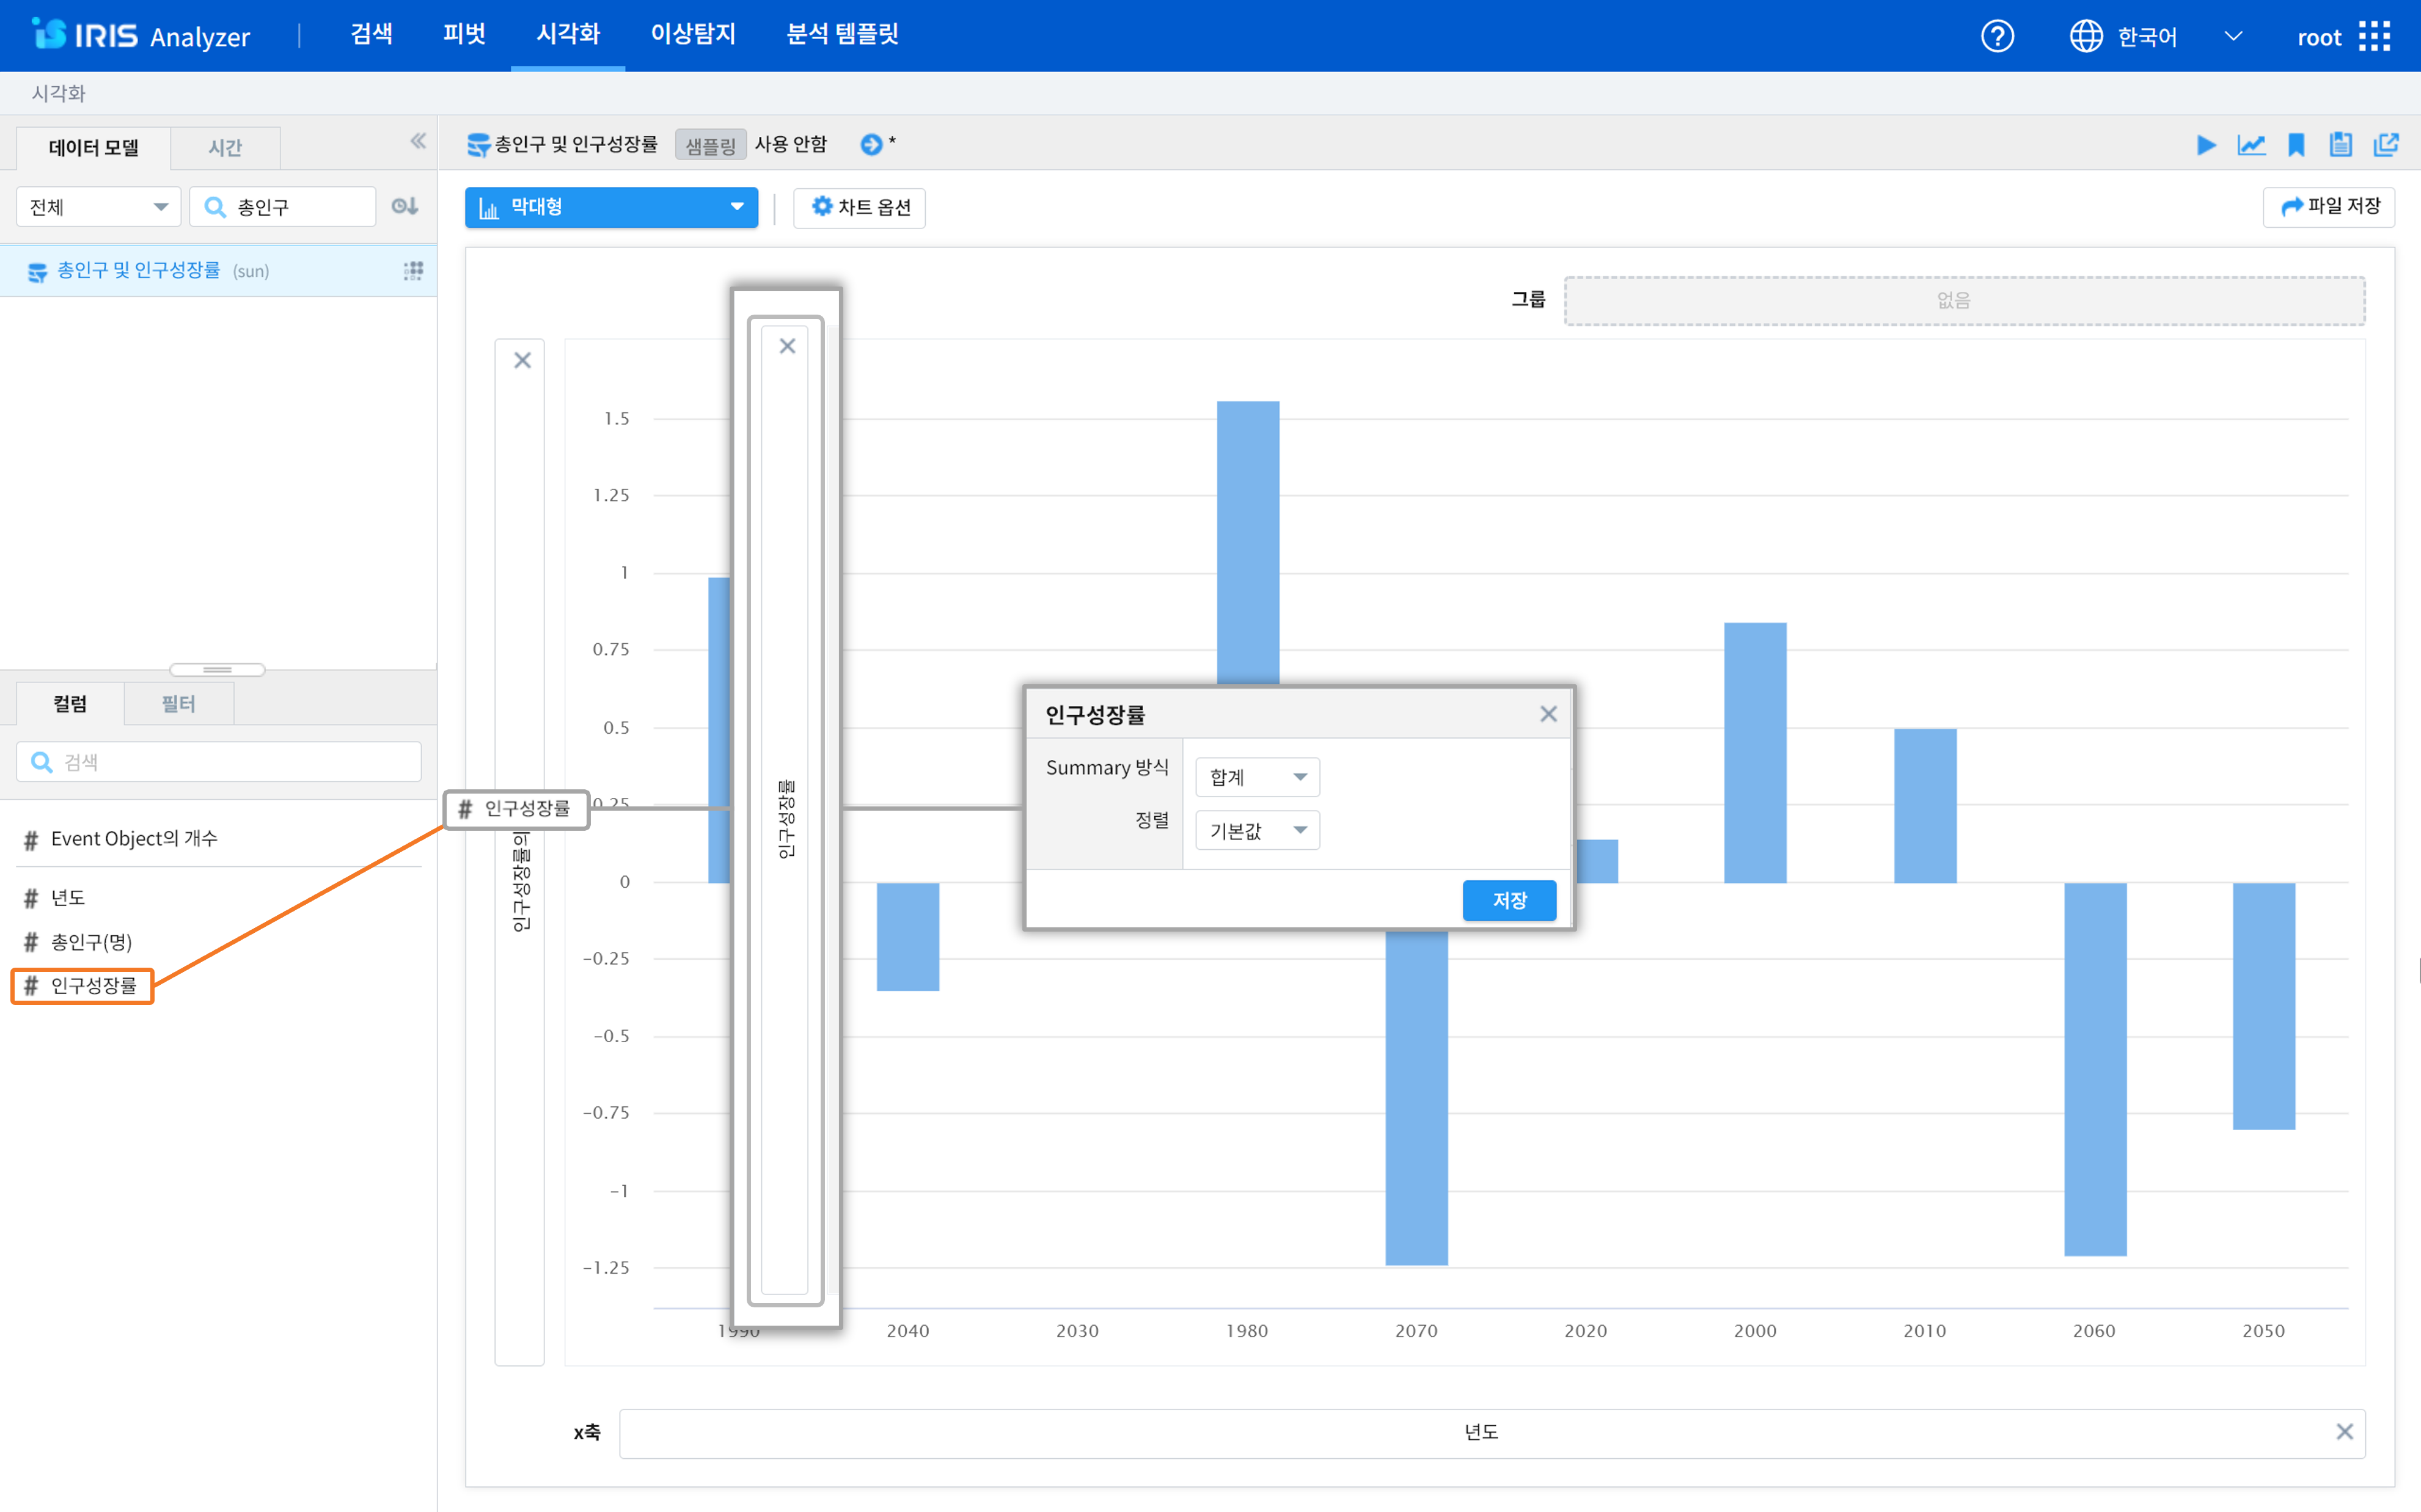 IRIS Analyzer
검색
피벗
시각화
이상탐지
분석 템플릿
한국어
root
시각화
데이터 모델
시간
총인구 및 인구성장률
샘플링
사용 안함
*
전체
총인구
막대형
차트 옵션
파일 저장
총인구 및 인구성장률 (sun)
그룹
없음
1.5
1.25
1
0.75
0.5
0
-0.25
-0.5
-0.75
-1
-1.25
컬럼
필터
검색
# Event Object의 개수
# 년도
# 총인구(명)
# 인구성장률
# 인구성장률
인구성장률의
인구성장률
인구성장률
Summary 방식
합계
정렬
기본값
저장
1990
2040
2030
1980
2070
2020
2000
2010
2060
2050
x축
년도